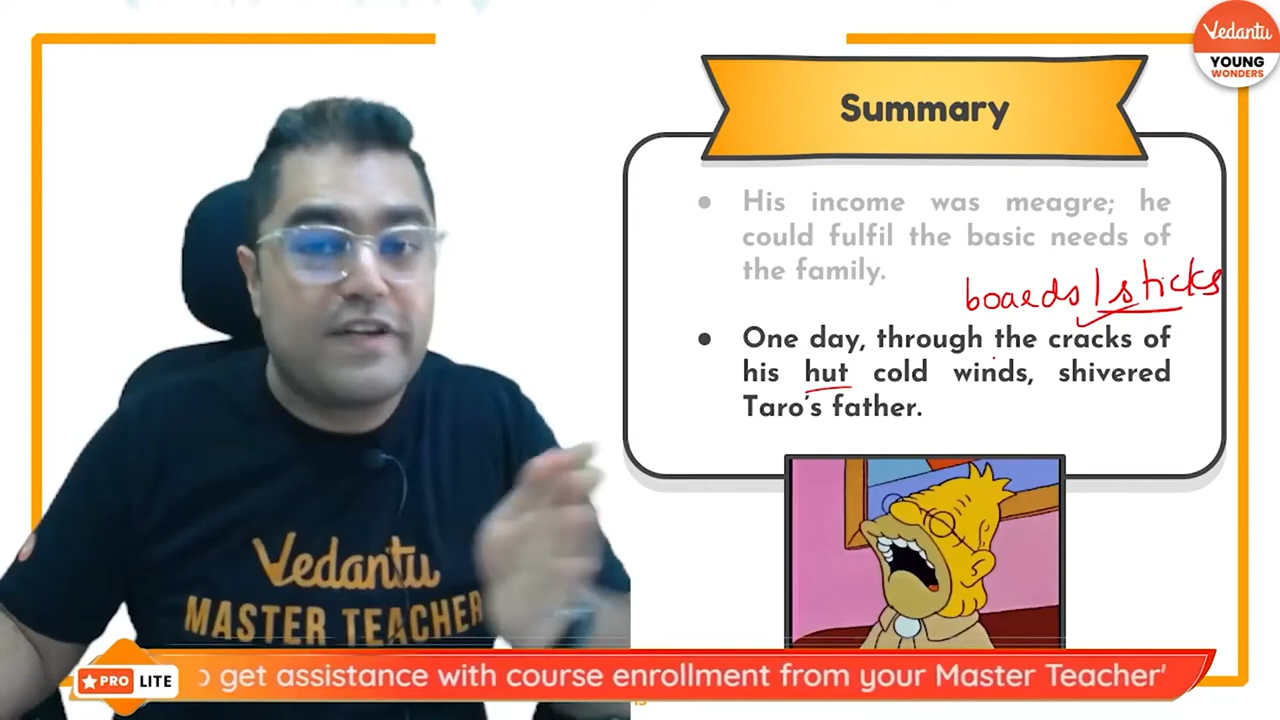 Vedantu
YOUNG
WONDERS
Summary
• His income was meagre; he
could fulfil the basic needs of
the family.
boards / sticks
• One day, through the cracks of
his hut cold winds, shivered
Taro's father.
Vedantu
MASTER TEACHER
PRO LITE
get assistance with course enrollment from your Master Teacher'